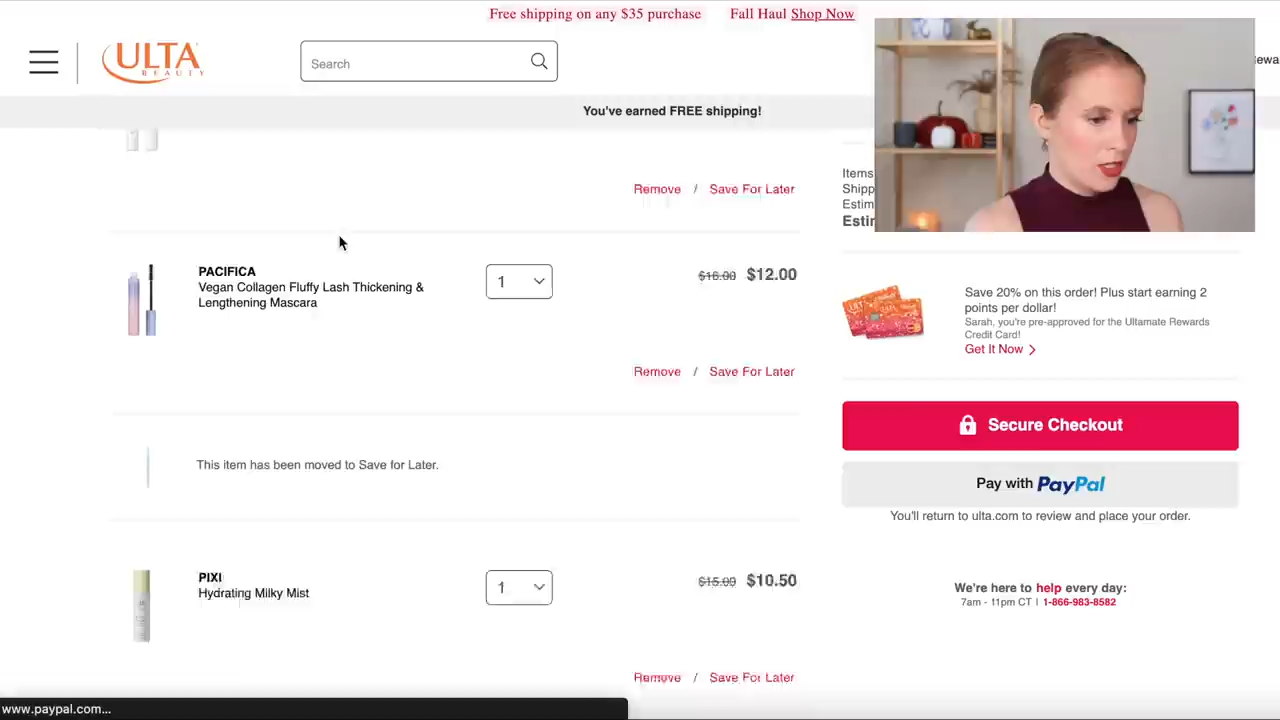 Free shipping on any $35 purchase Fall Haul Shop Now
ULTA
BEAUTY
Search
You've earned FREE shipping!
Remove / Save For Later
Items
Shipp
Estim
Estir
PACIFICA
Vegan Collagen Fluffy Lash Thickening &
Lengthening Mascara
1
$16.00 $12.00
Remove / Save For Later
Save 20% on this order! Plus start earning 2
points per dollar!
Sarah, you're pre-approved for the Ultamate Rewards
Credit Card!
Get It Now >
Secure Checkout
Pay with PayPal
You'll return to ulta.com to review and place your order.
This item has been moved to Save for Later.
PIXI
Hydrating Milky Mist
1
$15.00 $10.50
We're here to help every day:
7am - 11pm CT | 1-866-983-8582
Remove / Save For Later
www.paypal.com...